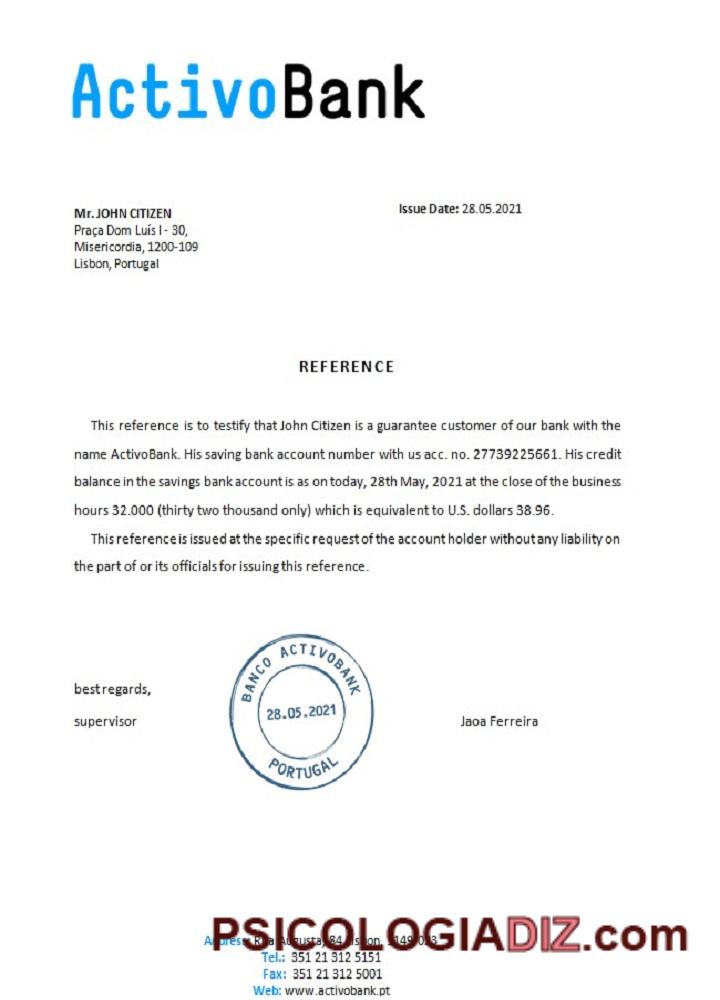 ActivoBank
Mr. JOHN CITIZEN
Issue Date: 28.05.2021
Praça Dom Luís I - 30,
Misericordia, 1200-109
Lisbon, Portugal
REFERENCE
This reference is to testify that John Citizen is a guarantee customer of our bank with the
name ActivoBank. His saving bank account number with us acc. no. 27739225661. His credit
balance in the savings bank account is as on today, 28th May, 2021 at the close of the business
hours 32.000 (thirty two thousand only) which is equivalent to U.S. dollars 38.96.
This reference is issued at the specific request of the account holder without any liability on
the part of or its officials for issuing this reference.
BANCO ACTIVOBANK
28.05.2021
PORTUGAL
best regards,
supervisor
Jaoa Ferreira
PSICOLOGIADIZ.com
Address: Rua Augusta, 84, Lisbon,
Tel.: 351 21 312 5151
Fax: 351 21 312 5001
Web: www.activobank.pt